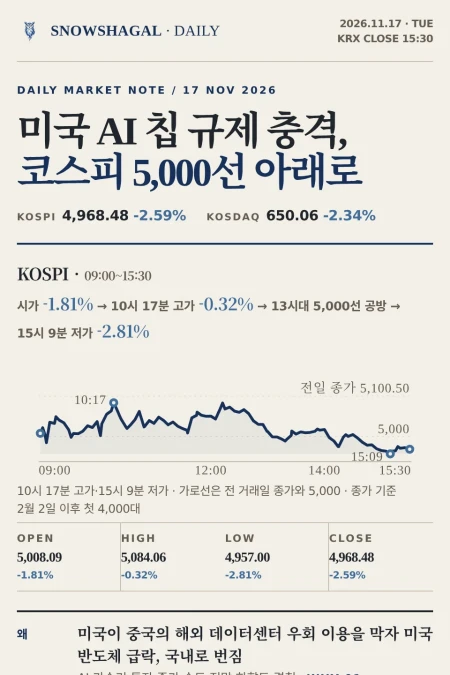 SNOWSHAGAL · DAILY
2026.11.17 · TUE
KRX CLOSE 15:30
DAILY MARKET NOTE / 17 NOV 2026
미국 AI 칩 규제 충격,
코스피 5,000선 아래로
KOSPI 4,968.48 -2.59% KOSDAQ 650.06 -2.34%
KOSPI · 09:00~15:30
시가 -1.81% → 10시 17분 고가 -0.32% → 13시대 5,000선 공방 →
15시 9분 저가 -2.81%
전일 종가 5,100.50
10:17
5,000
15:09
09:00 12:00 14:00 15:30
10시 17분 고가·15시 9분 저가 · 가로선은 전 거래일 종가와 5,000 · 종가 기준
2월 2일 이후 첫 4,000대
OPEN HIGH LOW CLOSE
5,008.09 5,084.06 4,957.00 4,968.48
-1.81% -0.32% -2.81% -2.59%
왜 미국이 중국의 해외 데이터센터 우회 이용을 막자 미국
반도체 급락, 국내로 번짐